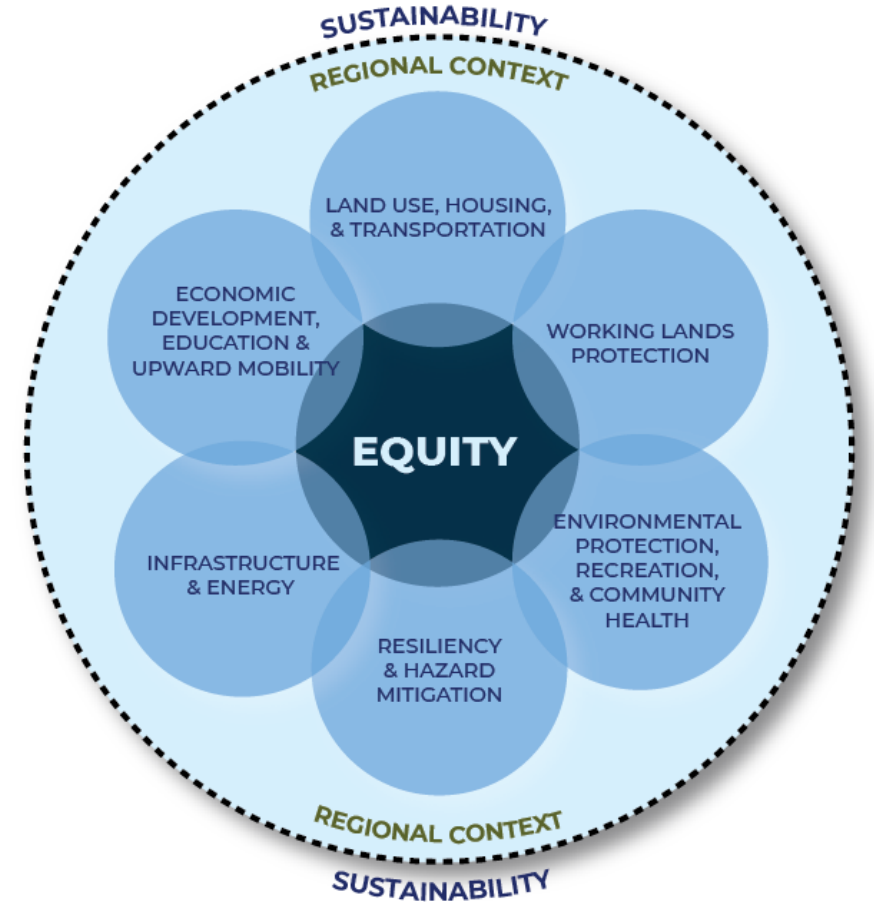 SUSTAINABILITY
REGIONAL CONTEXT
LAND USE, HOUSING,
& TRANSPORTATION
ECONOMIC
DEVELOPMENT,
EDUCATION &
UPWARD MOBILITY
WORKING LANDS
PROTECTION
EQUITY
INFRASTRUCTURE
& ENERGY
ENVIRONMENTAL
PROTECTION,
RECREATION,
& COMMUNITY
HEALTH
RESILIENCY
& HAZARD
MITIGATION
REGIONAL CONTEXT
SUSTAINABILITY